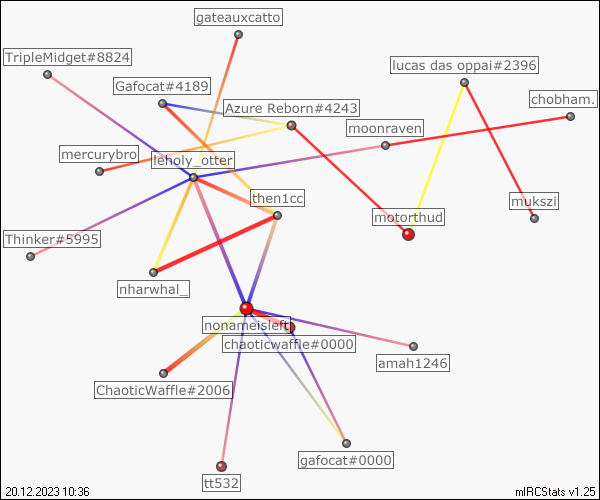 gateauxcatto
TripleMidget#8824
lucas das oppai#2396
Gafocat#4189
chobham.
Azure Reborn#4243
moonraven
mercurybro
leholy_otter
then1cc
mukszi
motorthud
Thinker#5995
nharwhal_
nonameisleft
chaoticwaffle#0000
amah1246
ChaoticWaffle#2006
gafocat#0000
tt532
20.12.2023 10:36
mIRCStats v1.25